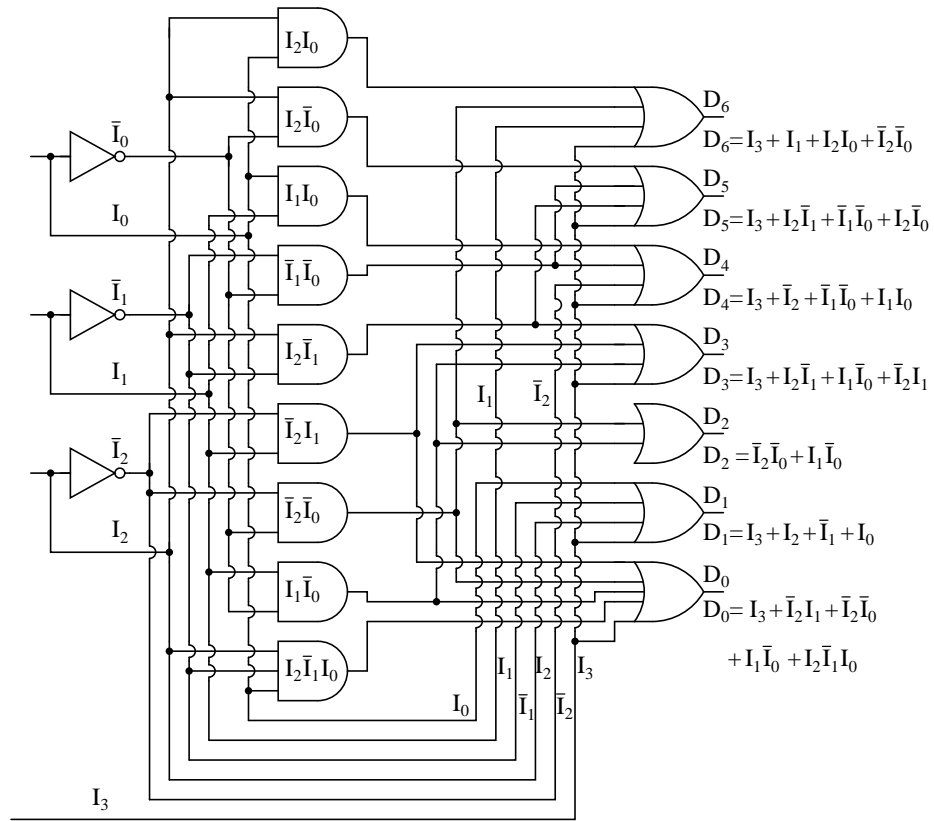 I₂I₀
D₆
Ī₀
I₂Ī₀
D₆= I₃ + I₁ + I₂I₀ + Ī₂Ī₀
D₅
I₁I₀
I₀
D₅= I₃ + I₂Ī₁ + Ī₁Ī₀ + I₂Ī₀
D₄
Ī₁
Ī₁Ī₀
D₄= I₃ + Ī₂ + Ī₁Ī₀ + I₁I₀
D₃
I₂Ī₁
I₁
I₁
Ī₂
D₃= I₃ + I₂Ī₁ + I₁Ī₀ + Ī₂I₁
D₂
Ī₂
Ī₂I₁
D₂ = Ī₂Ī₀ + I₁Ī₀
D₁
Ī₂Ī₀
I₂
D₁= I₃ + I₂ + Ī₁ + I₀
D₀
I₁Ī₀
D₀= I₃ + Ī₂I₁ + Ī₂Ī₀
I₂Ī₁I₀
I₁
I₂
I₃
+ I₁Ī₀ + I₂Ī₁I₀
I₀
Ī₁
Ī₂
I₃